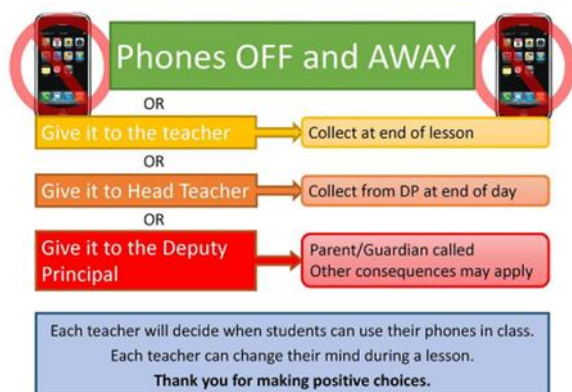 Phones OFF and AWAY
OR
Give it to the teacher
Collect at end of lesson
OR
Give it to Head Teacher
Collect from DP at end of day
OR
Give it to the Deputy
Principal
Parent/Guardian called
Other consequences may apply
Each teacher will decide when students can use their phones in class.
Each teacher can change their mind during a lesson.
Thank you for making positive choices.